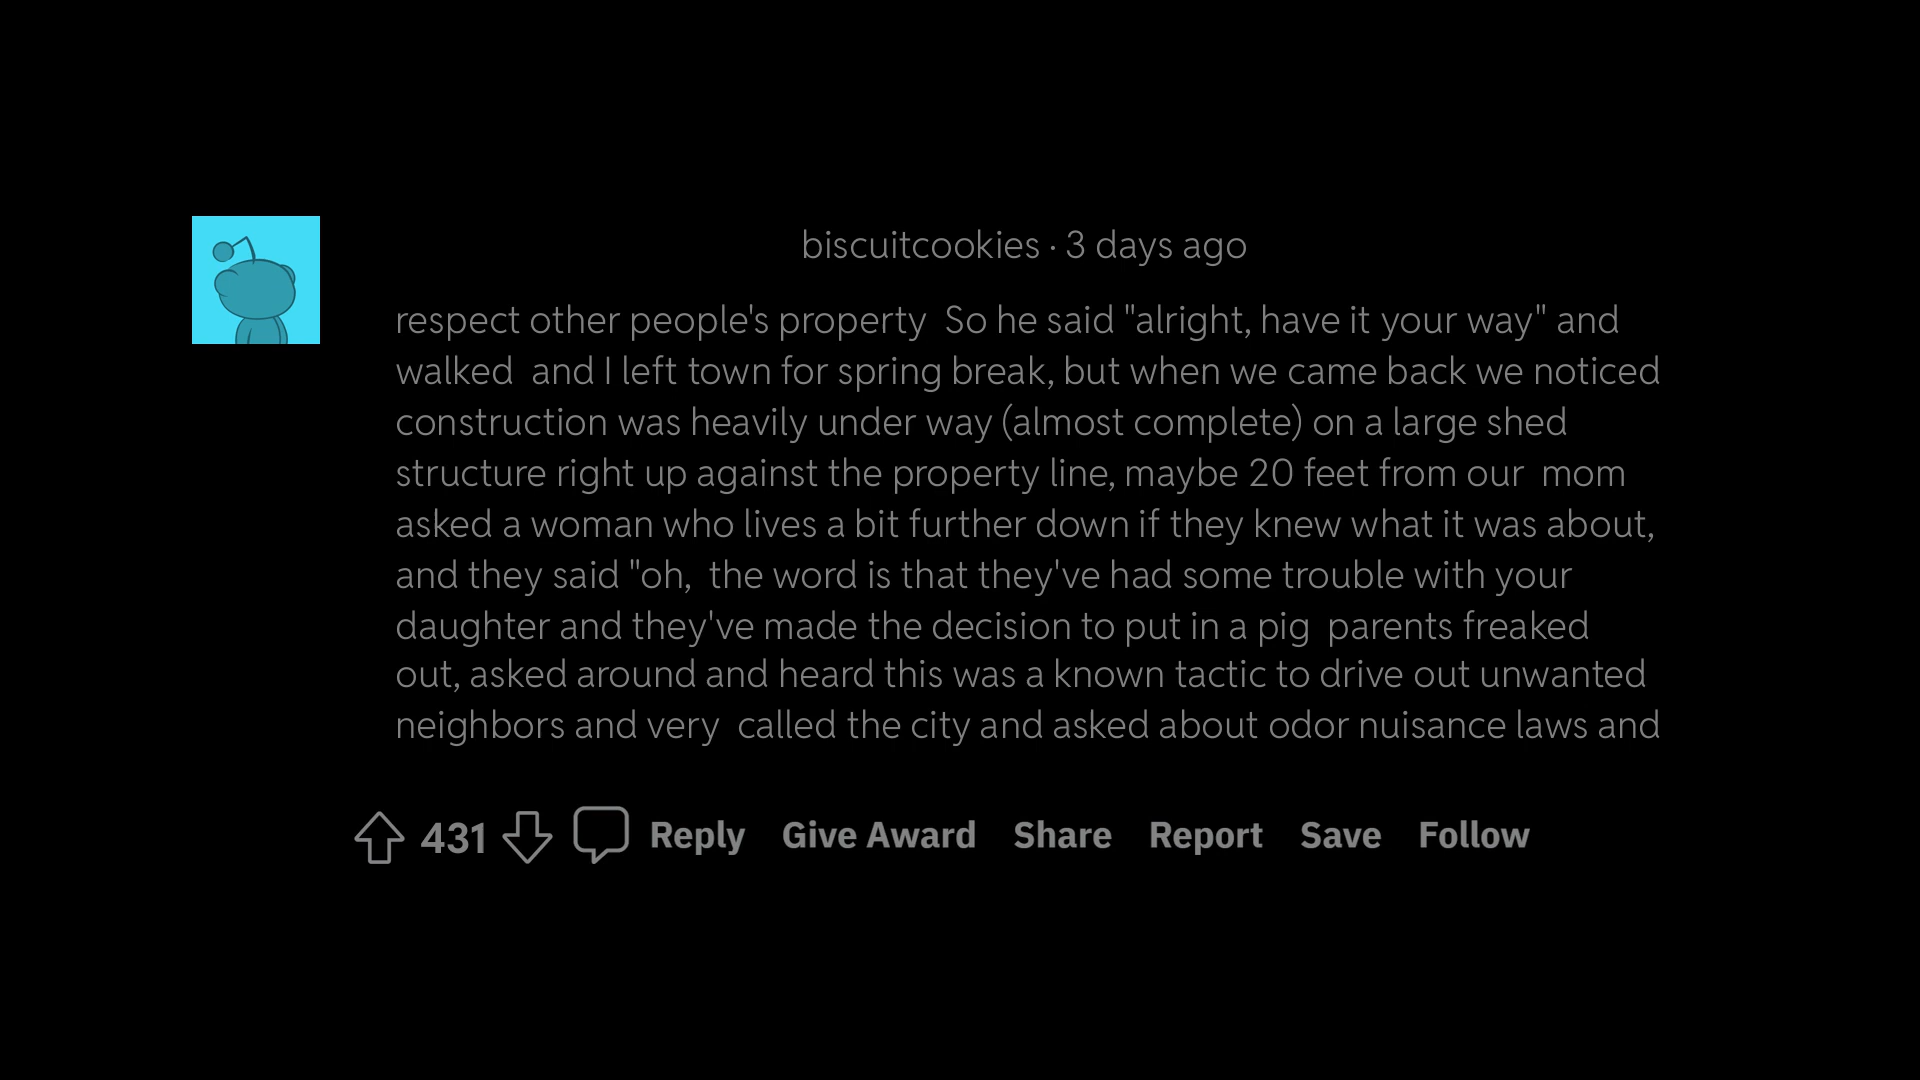 biscuitcookies · 3 days ago
respect other people's property  So he said "alright, have it your way" and
walked  and I left town for spring break, but when we came back we noticed
construction was heavily under way (almost complete) on a large shed
structure right up against the property line, maybe 20 feet from our  mom
asked a woman who lives a bit further down if they knew what it was about,
and they said "oh,  the word is that they've had some trouble with your
daughter and they've made the decision to put in a pig  parents freaked
out, asked around and heard this was a known tactic to drive out unwanted
neighbors and very  called the city and asked about odor nuisance laws and
431 Reply Give Award Share Report Save Follow